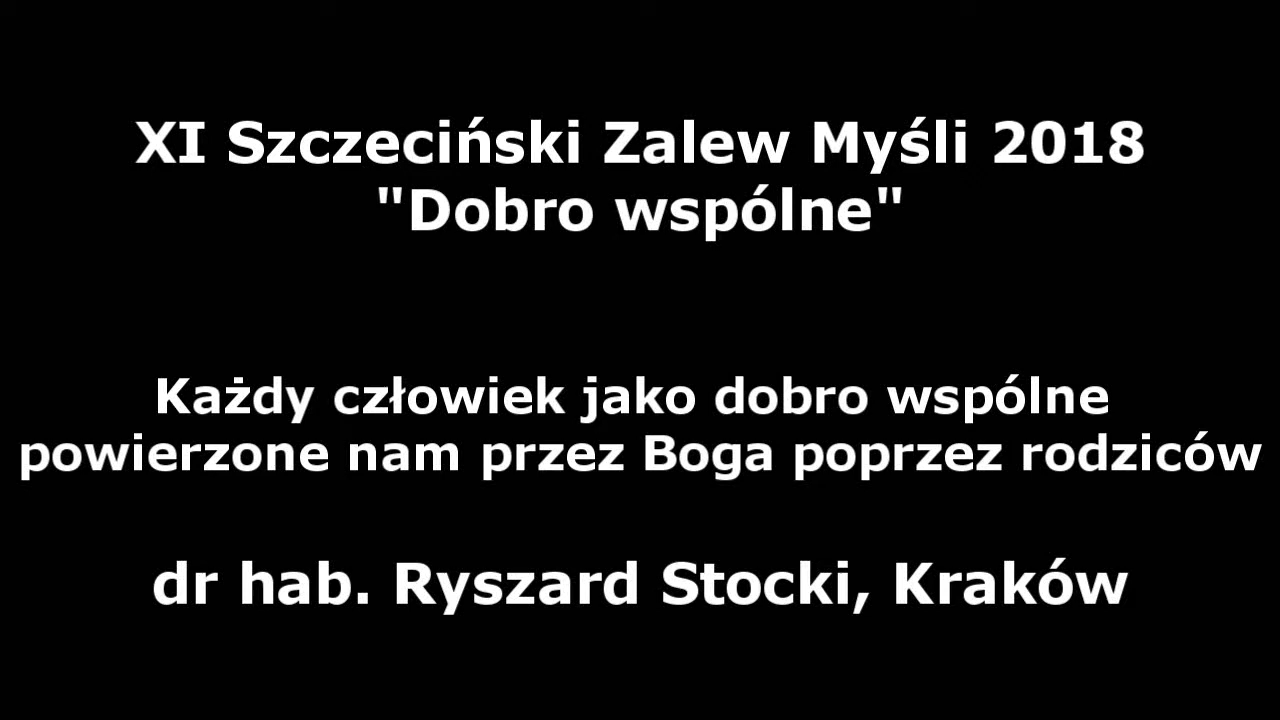 XI Szczeciński Zalew Myśli 2018
"Dobro wspólne"
Każdy człowiek jako dobro wspólne
powierzone nam przez Boga poprzez rodziców
dr hab. Ryszard Stocki, Kraków